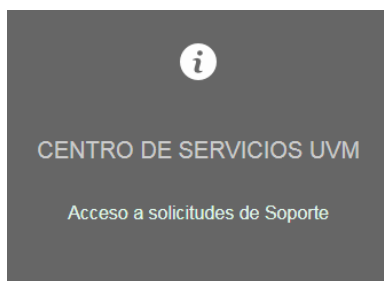 i
CENTRO DE SERVICIOS UVM
Acceso a solicitudes de Soporte